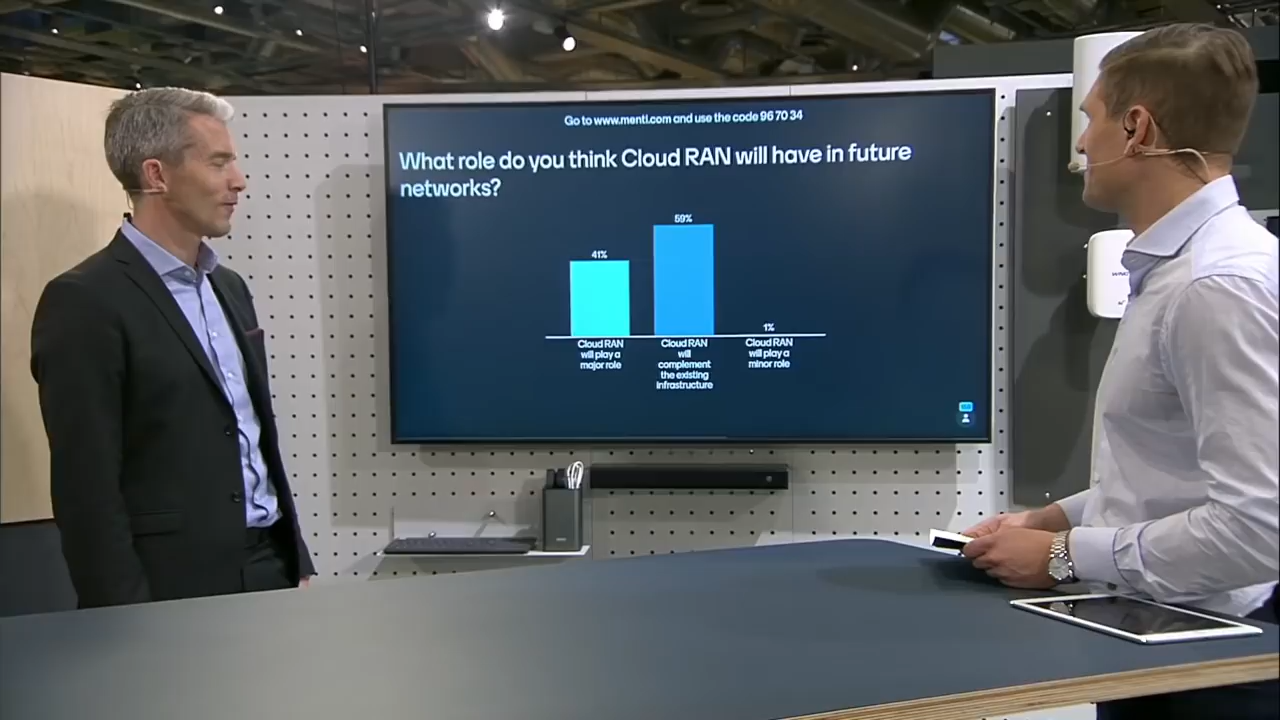 Go to www.menti.com and use the code 96 70 34
What role do you think Cloud RAN will have in future
networks?
41%
59%
1%
Cloud RAN
will play a
major role
Cloud RAN
will
complement
the existing
infrastructure
Cloud RAN
will play a
minor role